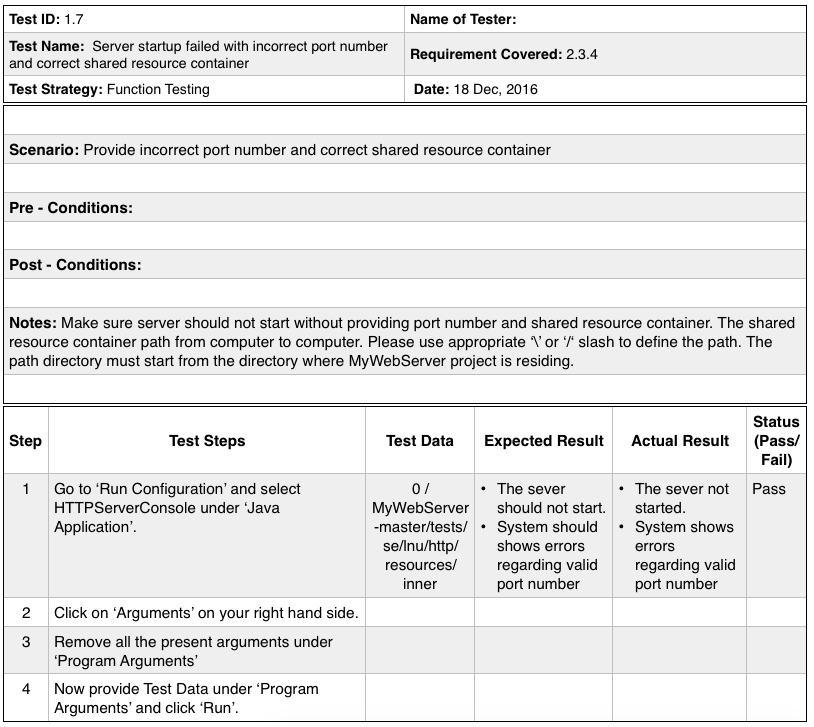 Test ID: 1.7
Name of Tester:
Test Name:  Server startup failed with incorrect port number
and correct shared resource container
Requirement Covered: 2.3.4
Test Strategy: Function Testing
Date: 18 Dec, 2016
Scenario: Provide incorrect port number and correct shared resource container
Pre - Conditions:
Post - Conditions:
Notes: Make sure server should not start without providing port number and shared resource container. The shared
resource container path from computer to computer. Please use appropriate ‘\’ or ‘/‘ slash to define the path. The
path directory must start from the directory where MyWebServer project is residing.
Step
Test Steps
Test Data
Expected Result
Actual Result
Status
(Pass/
Fail)
1
Go to ‘Run Configuration’ and select
HTTPServerConsole under ‘Java
Application’.
0 /
MyWebServer
-master/tests/
se/lnu/http/
resources/
inner
• The sever
should not start.
• System should
shows errors
regarding valid
port number
• The sever not
started.
• System shows
errors
regarding valid
port number
Pass
2
Click on ‘Arguments’ on your right hand side.
3
Remove all the present arguments under
‘Program Arguments’
4
Now provide Test Data under ‘Program
Arguments’ and click ‘Run’.